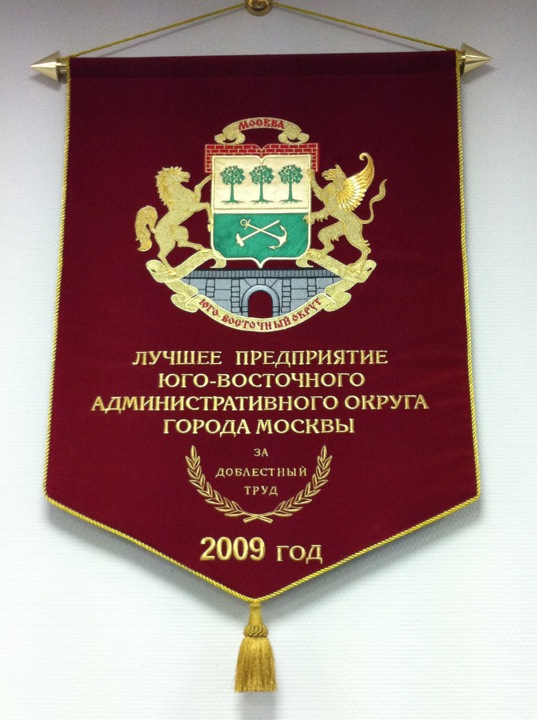 МОСКВА
ЮГО-ВОСТОЧНЫЙ ОКРУГ
ЛУЧШЕЕ ПРЕДПРИЯТИЕ
ЮГО-ВОСТОЧНОГО
АДМИНИСТРАТИВНОГО ОКРУГА
ГОРОДА МОСКВЫ
ЗА
ДОБЛЕСТНЫЙ
ТРУД
2009 ГОД